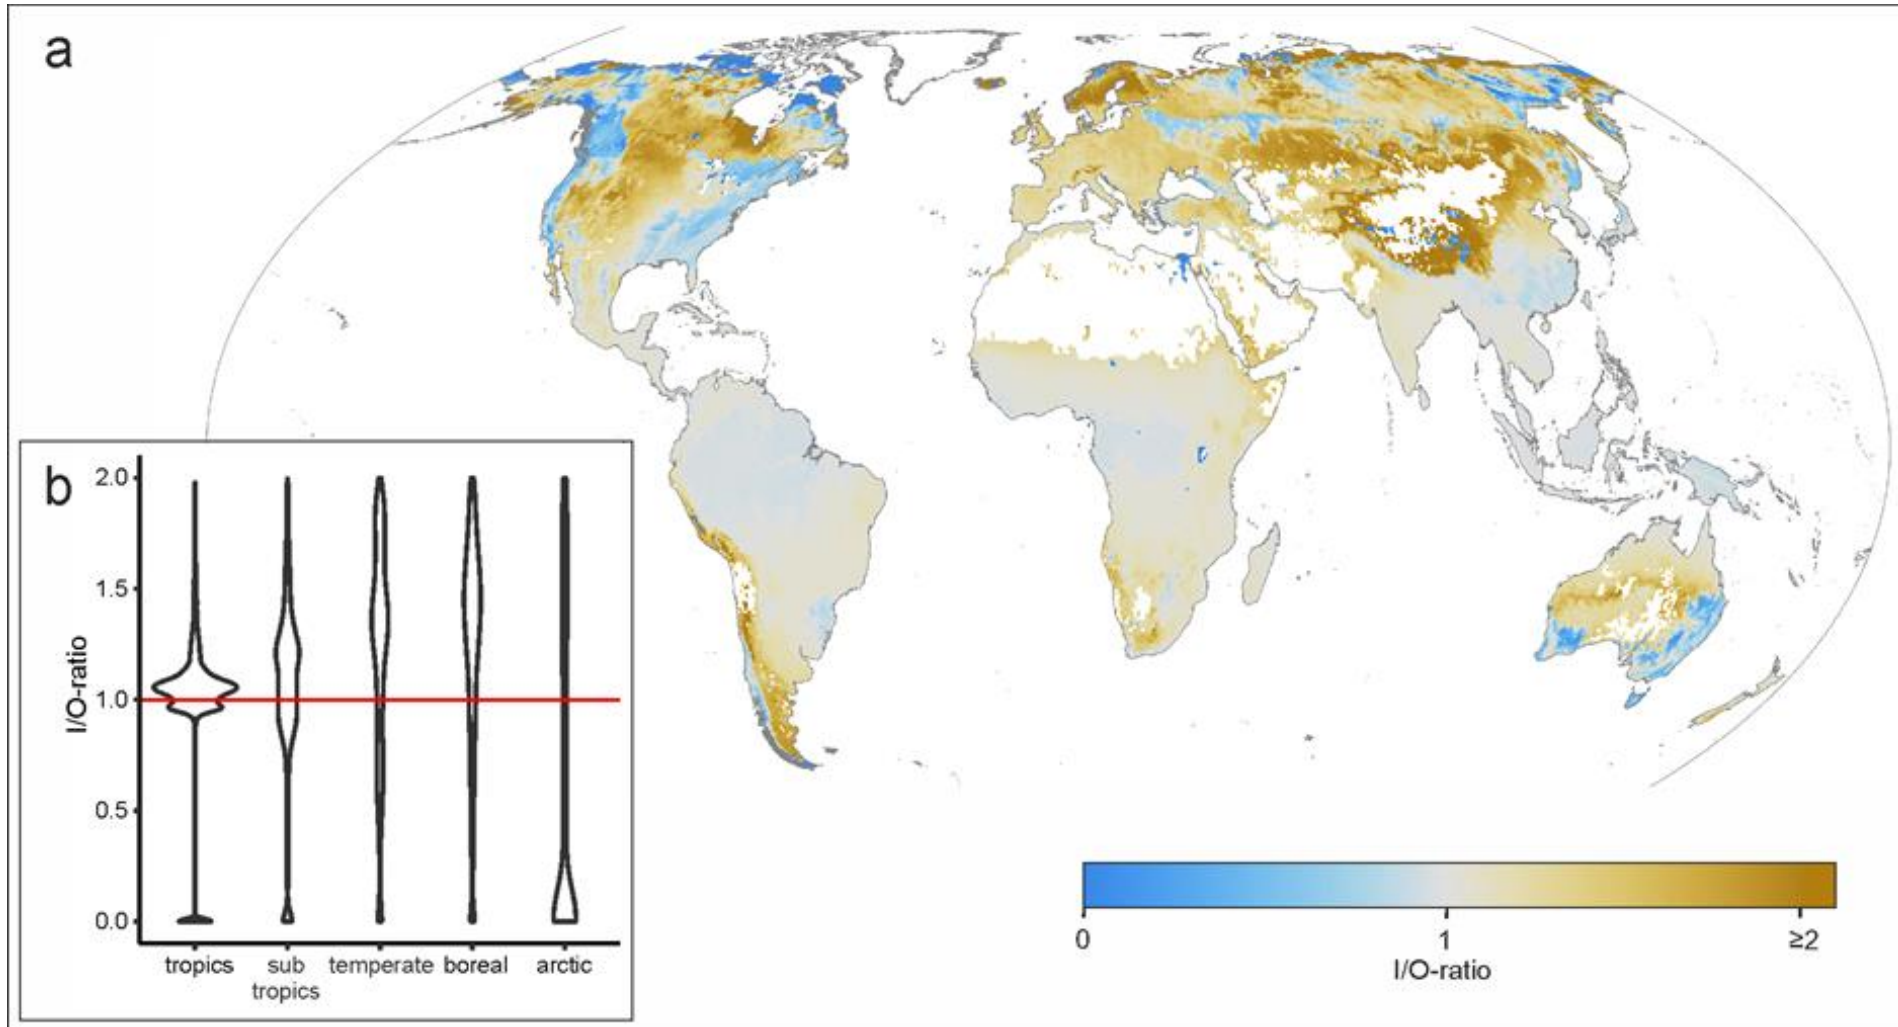 a
b
2.0
1.5
1.0
0.5
0.0
I/O-ratio
tropics
sub
tropics
temperate
boreal
arctic
0
1
≥2
I/O-ratio